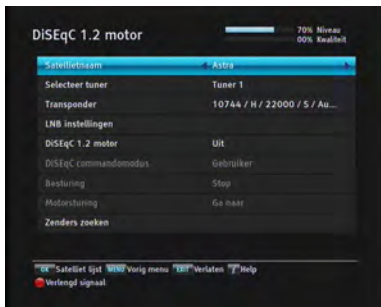 DiSEqC 1.2 motor
70% Niveau
00% Kwaliteit
Satellietnaam Astra
Selecteer tuner Tuner 1
Transponder 10744 / H / 22000 / S / Au...
LNB instellingen
DiSEqC 1.2 motor Uit
DiSEqC commandomodus Gebruiker
Besturing Stop
Motorsturing Ga naar
Zenders zoeken
OK Satelliet lijst MENU Vorig menu EXIT Verlaten i Help
Verlengd signaal